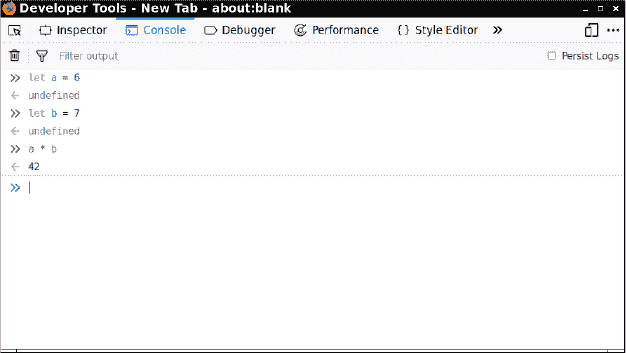 Developer Tools - New Tab - about:blank
Inspector Console Debugger Performance {} Style Editor »
Filter output Persist Logs
» let a = 6
← undefined
» let b = 7
← undefined
» a * b
← 42
»